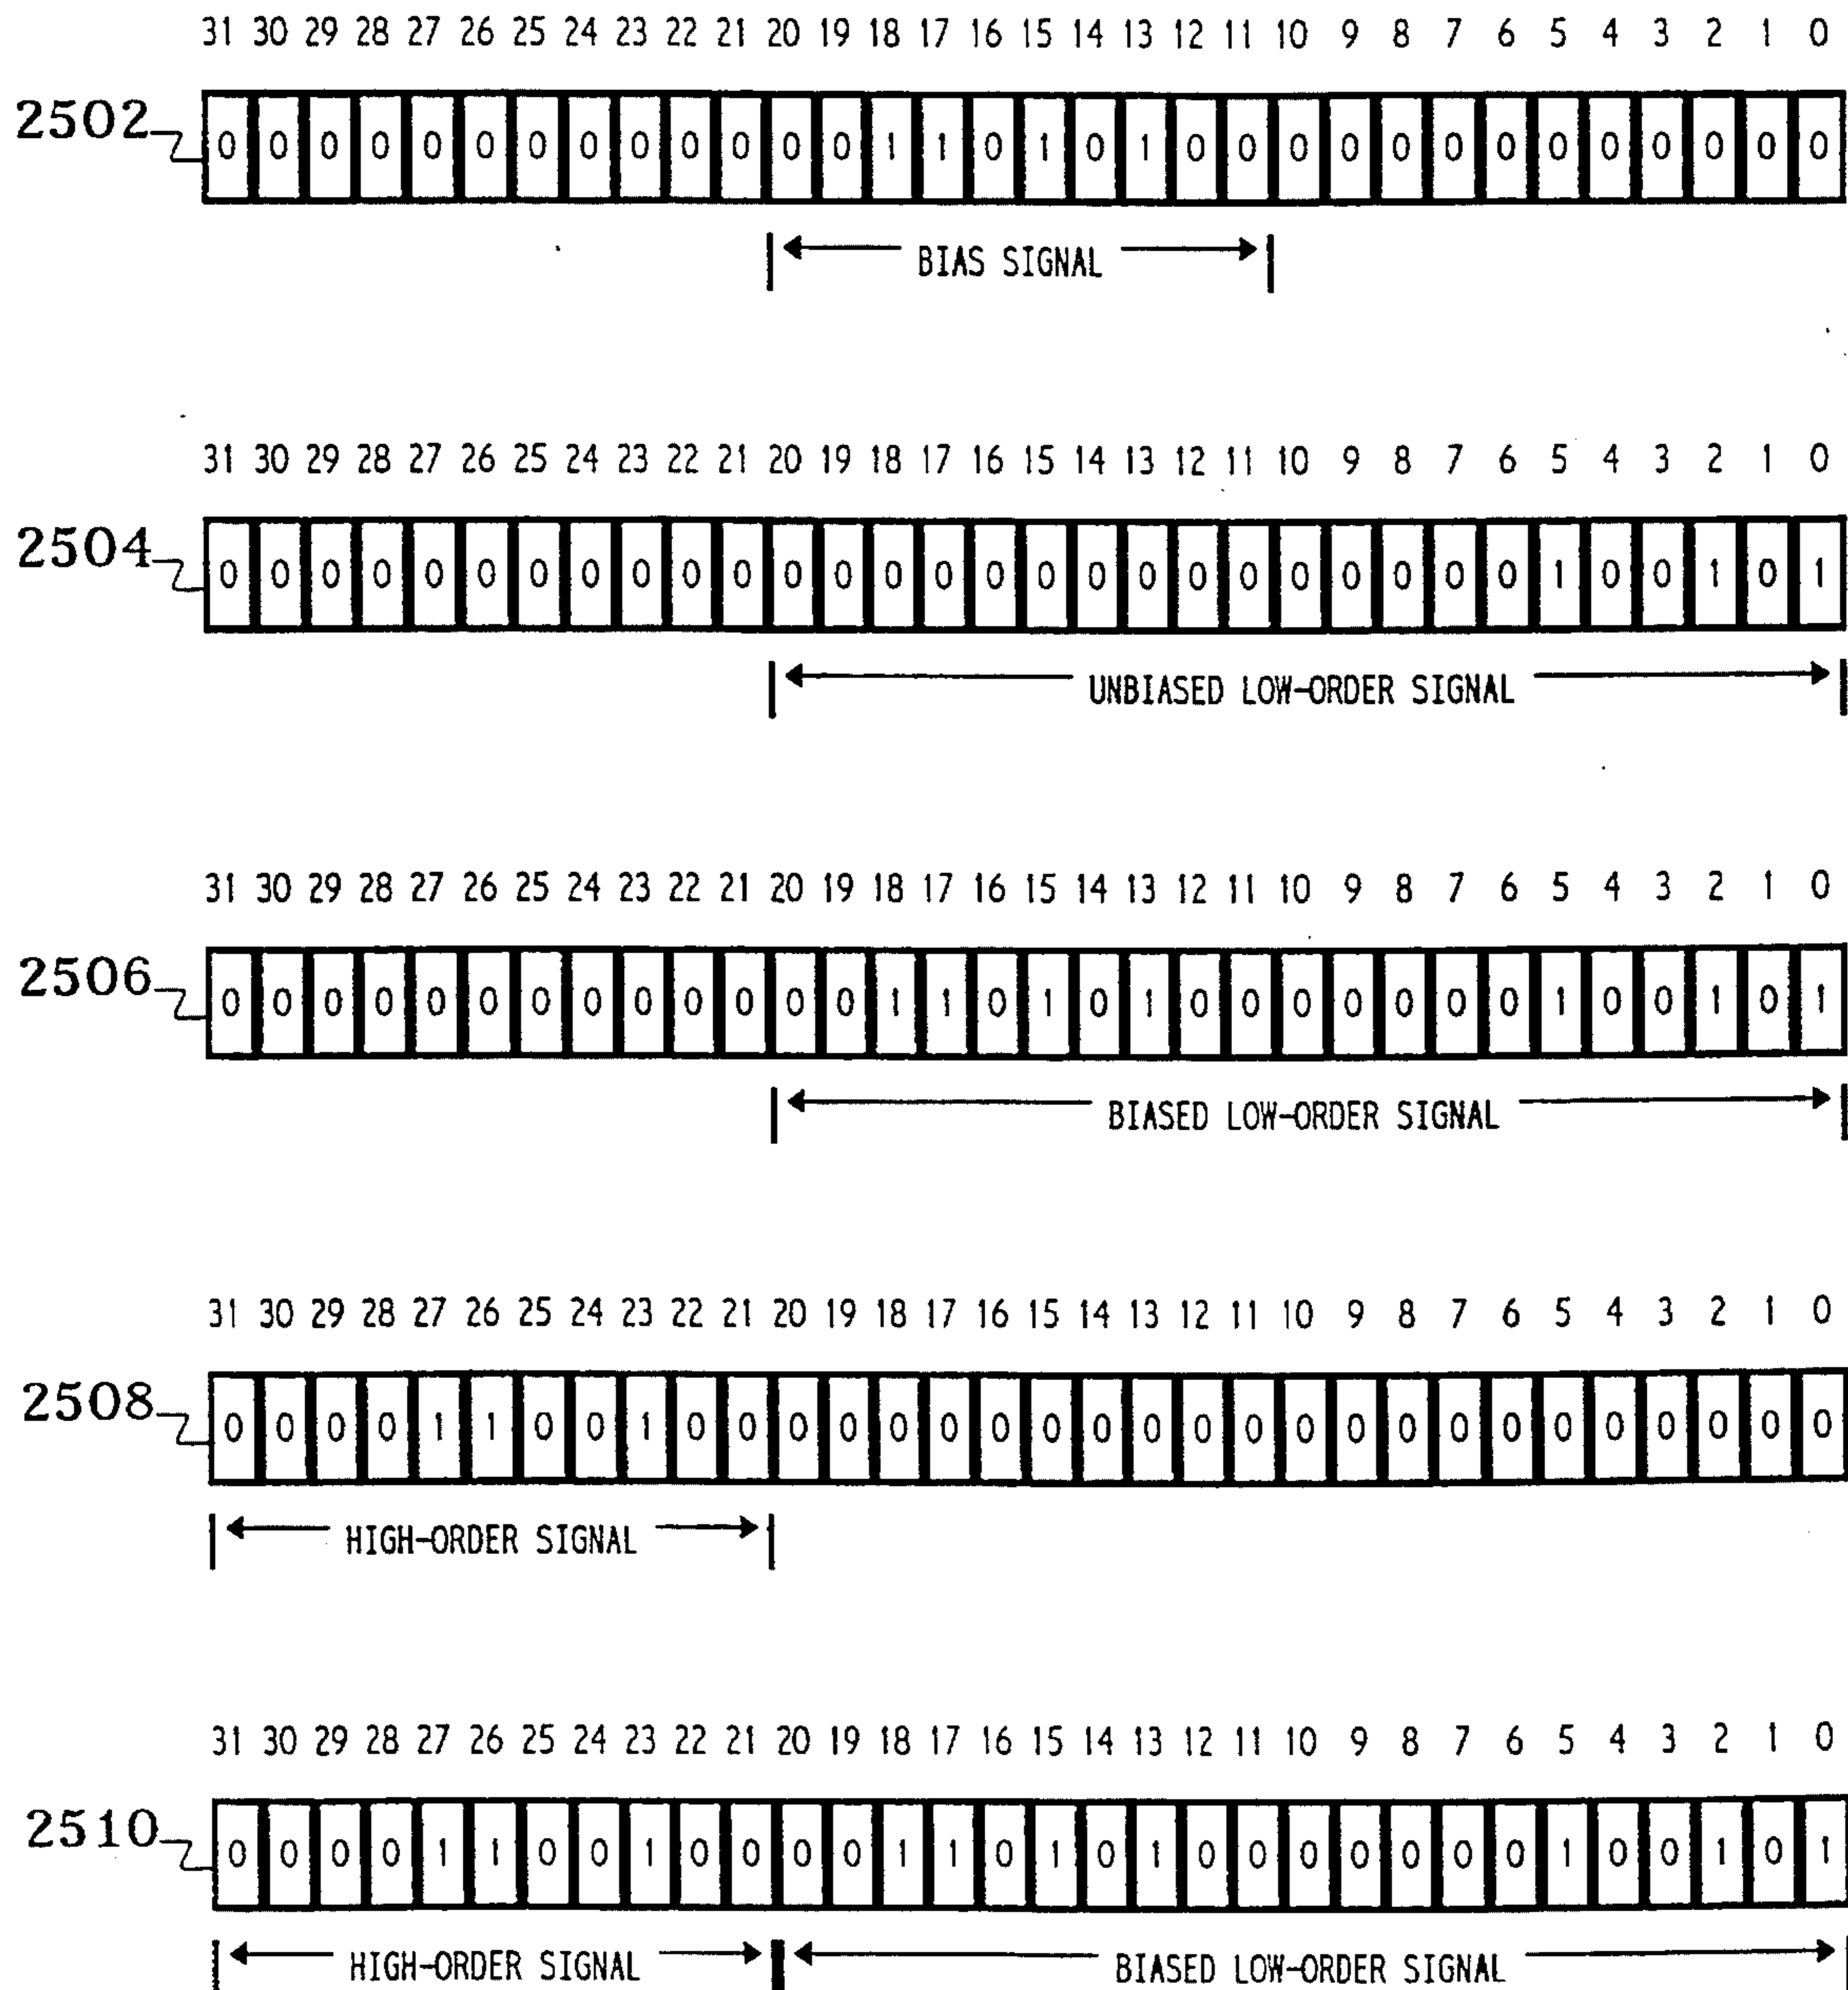 31 30 29 28 27 26 25 24 23 22 21 20 19 18 17 16 15 14 13 12 11 10 9 8 7 6 5 4 3 2 1 0
2502 0 0 0 0 0 0 0 0 0 0 0 0 0 1 1 0 1 0 1 0 0 0 0 0 0 0 0 0 0 0 0 0
BIAS SIGNAL
31 30 29 28 27 26 25 24 23 22 21 20 19 18 17 16 15 14 13 12 11 10 9 8 7 6 5 4 3 2 1 0
2504 0 0 0 0 0 0 0 0 0 0 0 0 0 0 0 0 0 0 0 0 0 0 0 0 0 0 1 0 0 1 0 1
UNBIASED LOW-ORDER SIGNAL
31 30 29 28 27 26 25 24 23 22 21 20 19 18 17 16 15 14 13 12 11 10 9 8 7 6 5 4 3 2 1 0
2506 0 0 0 0 0 0 0 0 0 0 0 0 0 1 1 0 1 0 1 0 0 0 0 0 0 0 1 0 0 1 0 1
BIASED LOW-ORDER SIGNAL
31 30 29 28 27 26 25 24 23 22 21 20 19 18 17 16 15 14 13 12 11 10 9 8 7 6 5 4 3 2 1 0
2508 0 0 0 0 1 1 0 0 1 0 0 0 0 0 0 0 0 0 0 0 0 0 0 0 0 0 0 0 0 0 0 0
HIGH-ORDER SIGNAL
31 30 29 28 27 26 25 24 23 22 21 20 19 18 17 16 15 14 13 12 11 10 9 8 7 6 5 4 3 2 1 0
2510 0 0 0 0 1 1 0 0 1 0 0 0 0 1 1 0 1 0 1 0 0 0 0 0 0 0 1 0 0 1 0 1
HIGH-ORDER SIGNAL BIASED LOW-ORDER SIGNAL